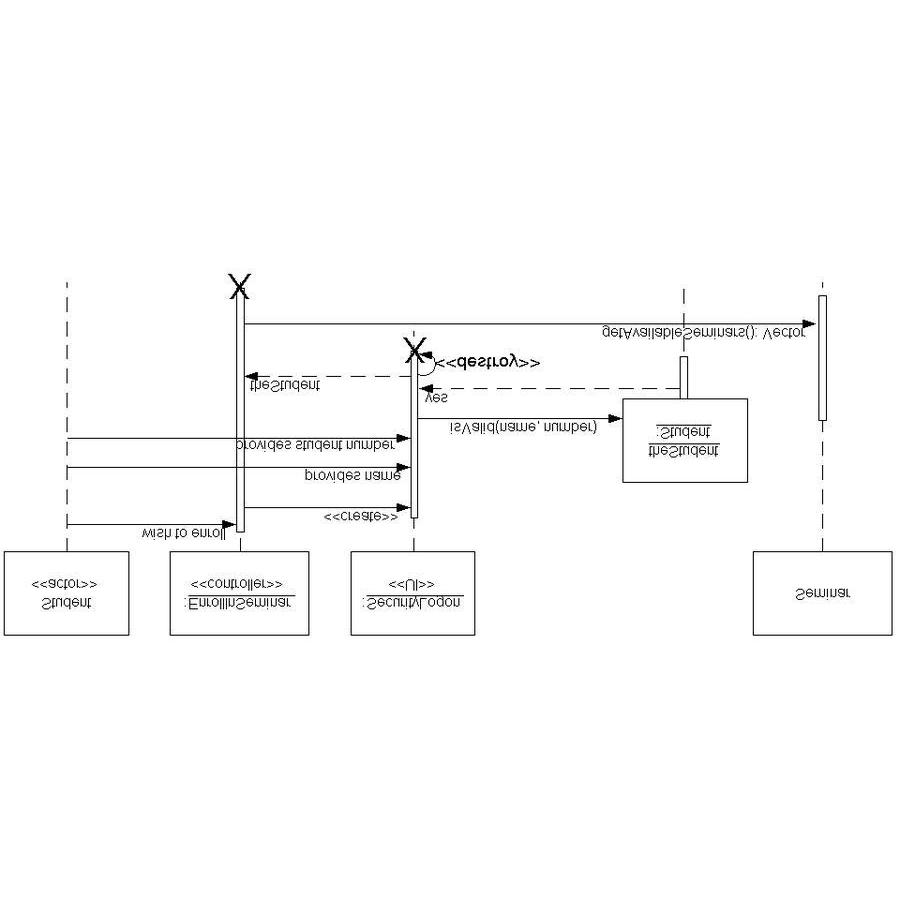 Student
<<actor>>
:EnrollInSeminar
<<controller>>
:SecurityLogon
<<UI>>
Seminar
wish to enroll
<<create>>
provides name
provides student number
theStudent
:Student
isValid(name, number)
yes
theStudent
<<destroy>>
getAvailableSeminars(): Vector